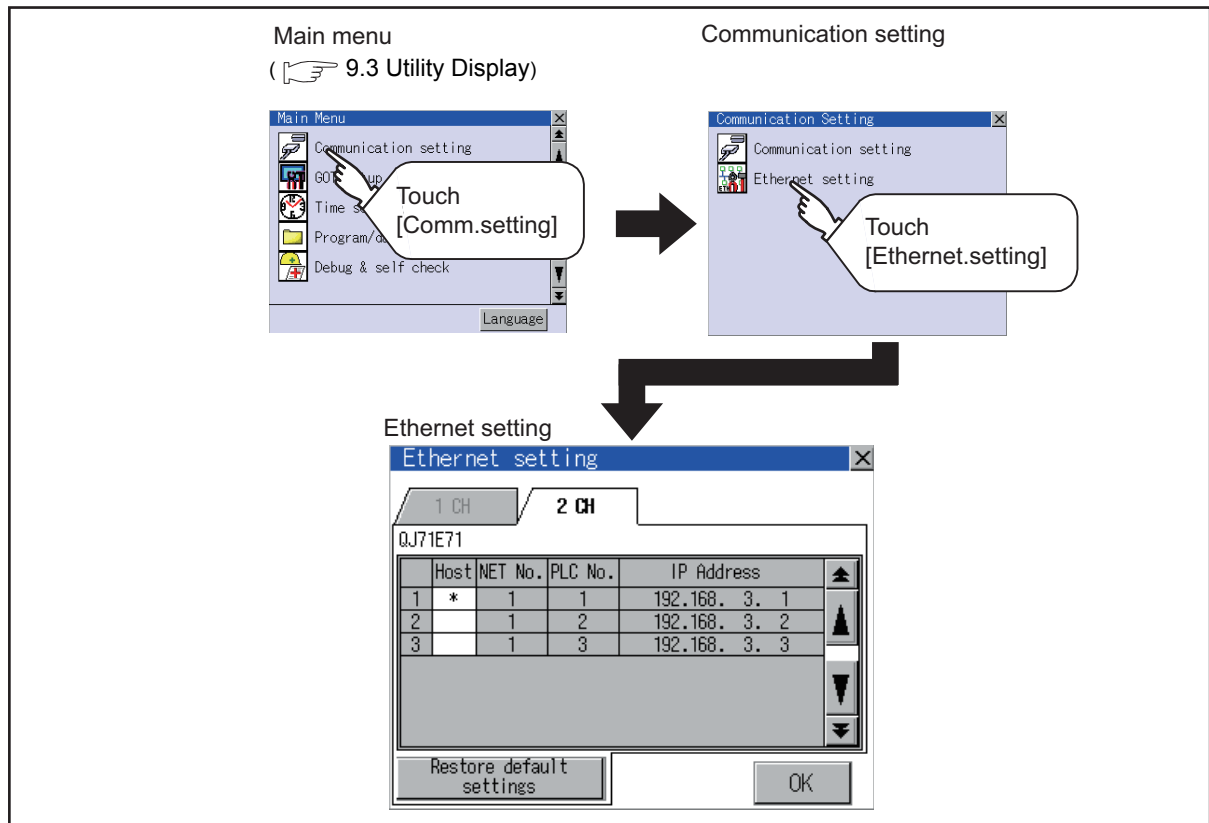 Main menu
( 9.3 Utility Display)
Communication setting
Main Menu
Communication setting
GOT up
Time s
Program/d
Debug & self check
Language
Touch
[Comm.setting]
Communication Setting
Communication setting
Ethernet setting
Touch
[Ethernet.setting]
Ethernet setting
Ethernet setting
1 CH 2 CH
QJ71E71
Host NET No. PLC No. IP Address
1 * 1 1 192.168. 3. 1
2 1 2 192.168. 3. 2
3 1 3 192.168. 3. 3
Restore default
settings
OK